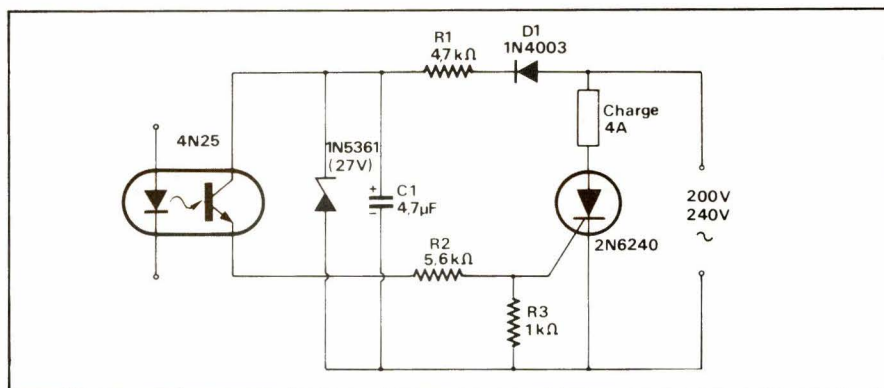 D1
1N4003
R1
4,7kΩ
Charge
4A
4N25
1N5361
(27V)
+
C1
4,7µF
−
200V
240V
~
2N6240
R2
5,6kΩ
R3
1kΩ